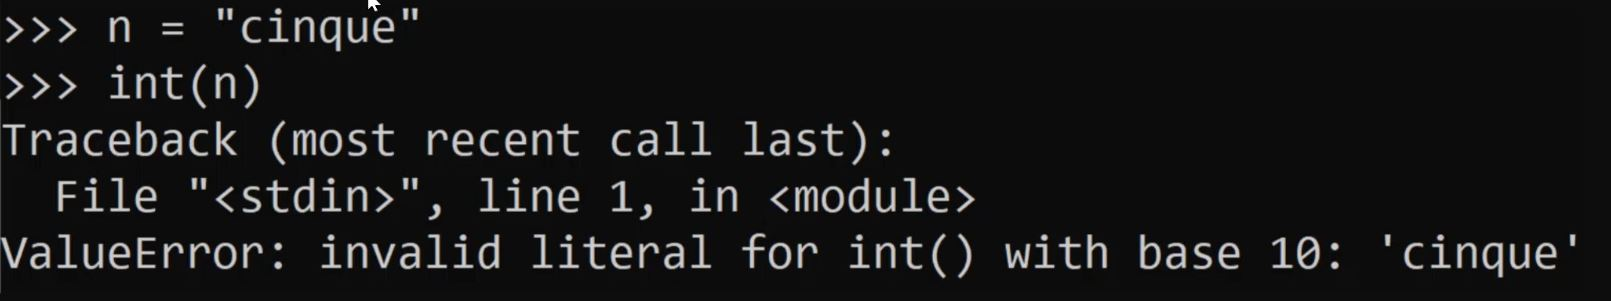 >>> n = "cinque"
>>> int(n)
Traceback (most recent call last):
  File "<stdin>", line 1, in <module>
ValueError: invalid literal for int() with base 10: 'cinque'